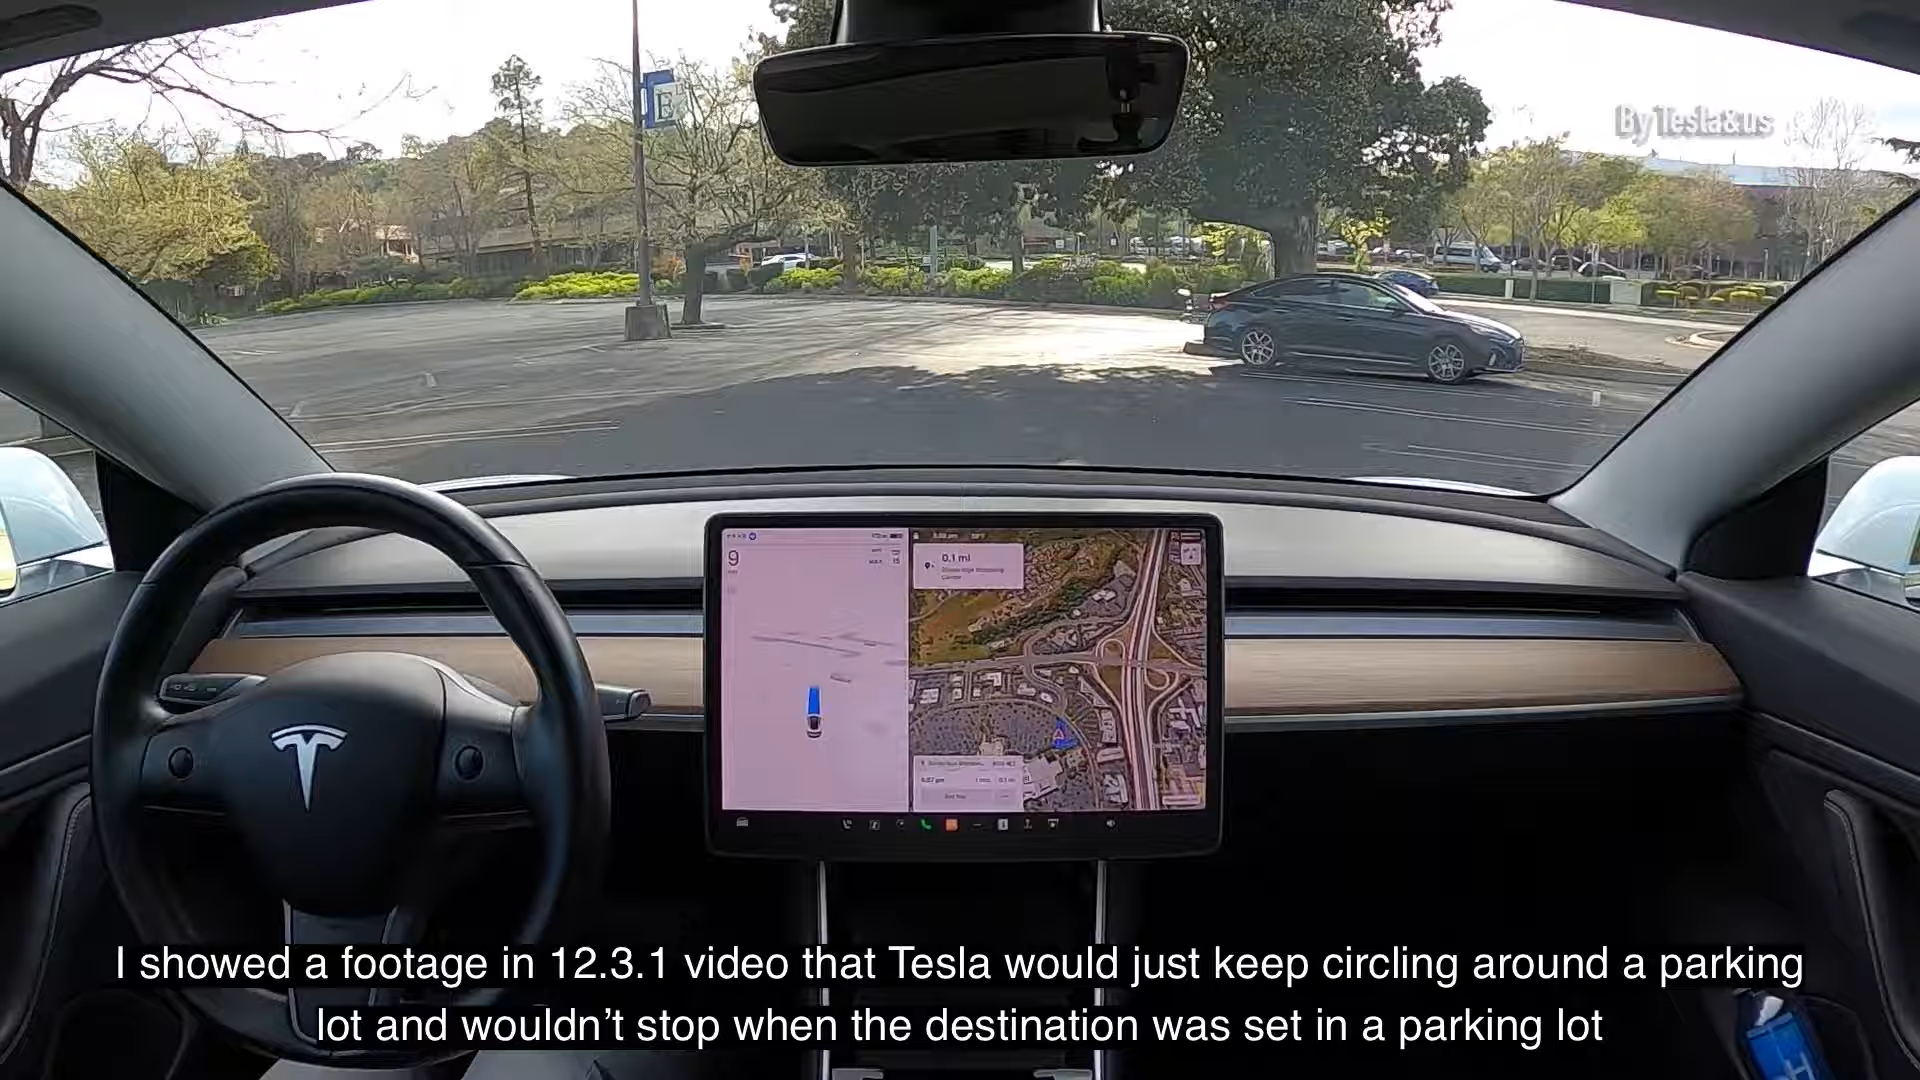 By Tesla&us
E
9
0.1 mi
I showed a footage in 12.3.1 video that Tesla would just keep circling around a parking
lot and wouldn't stop when the destination was set in a parking lot